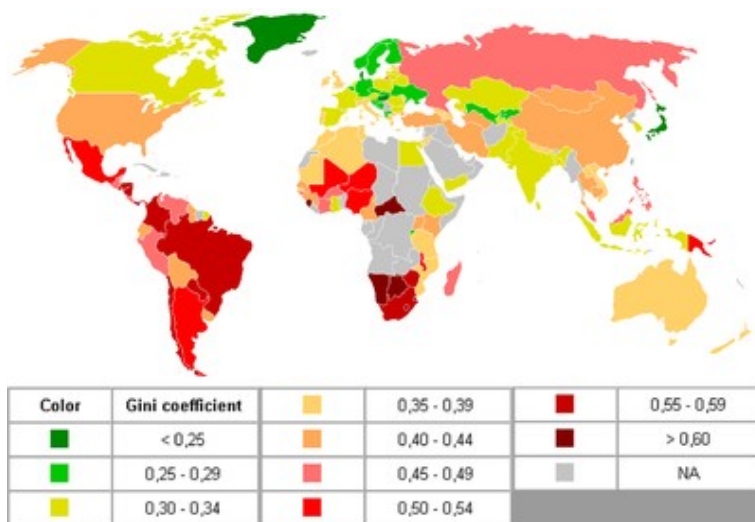 Color Gini coefficient 0,35 - 0,39 0,55 - 0,59
< 0,25 0,40 - 0,44 > 0,60
0,25 - 0,29 0,45 - 0,49 NA
0,30 - 0,34 0,50 - 0,54